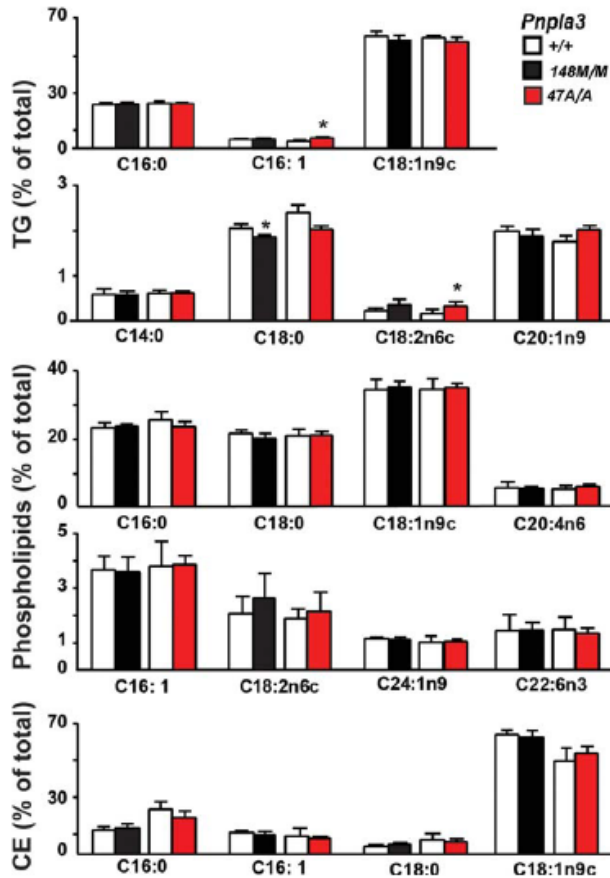 Pnpla3
+/+
148M/M
47A/A
TG (% of total)
70
30
0
*
C16:0 C16: 1 C18:1n9c
3
1
0
* *
C14:0 C18:0 C18:2n6c C20:1n9
Phospholipids (% of total)
40
20
0
C16:0 C18:0 C18:1n9c C20:4n6
5
3
1
0
C16: 1 C18:2n6c C24:1n9 C22:6n3
CE (% of total)
70
30
0
C16:0 C16: 1 C18:0 C18:1n9c